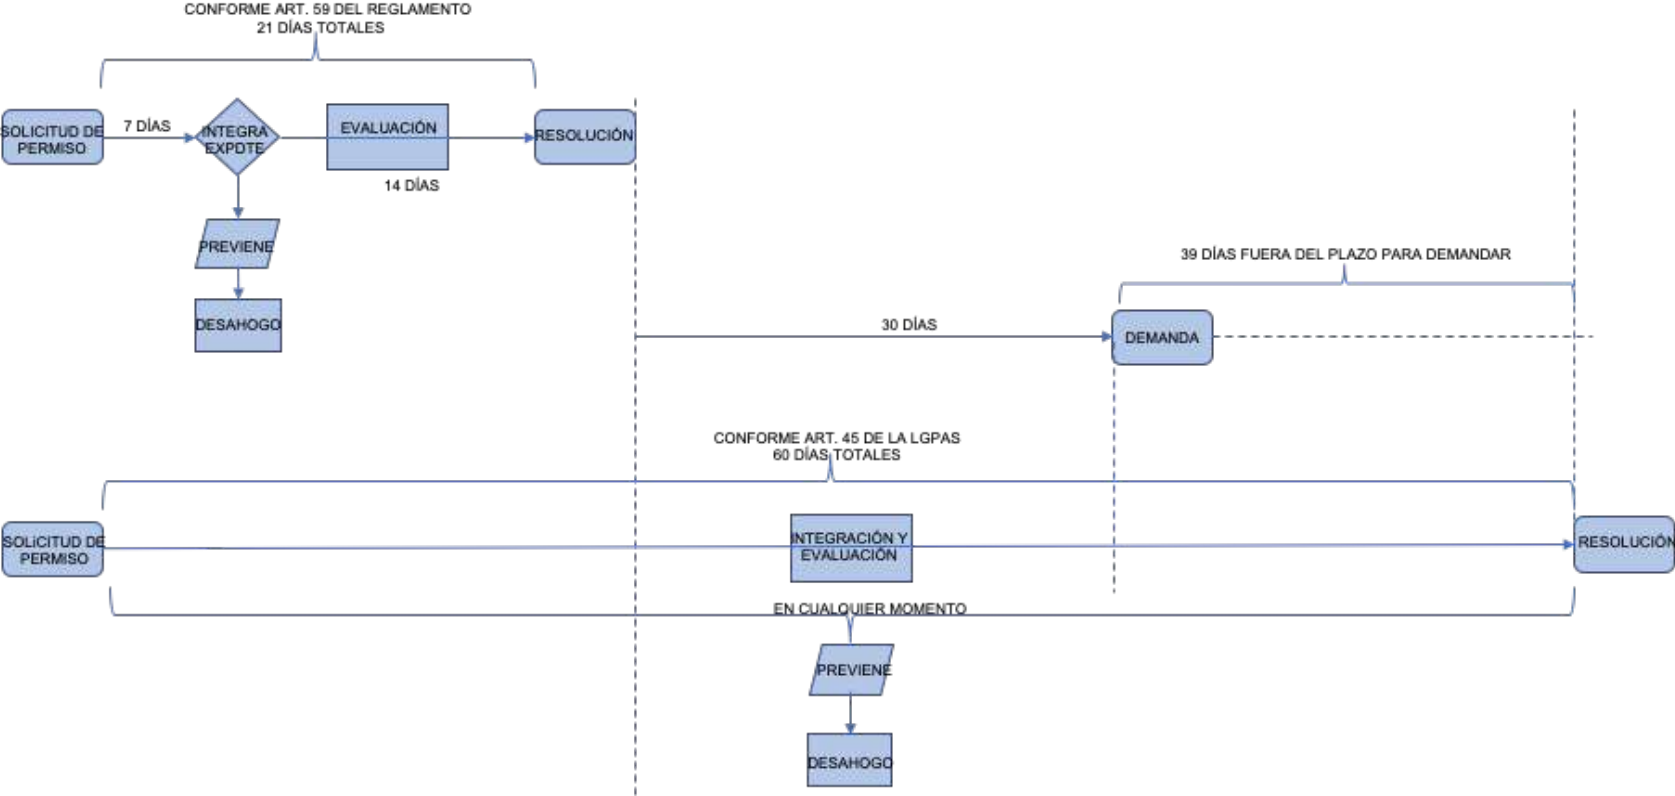 CONFORME ART. 59 DEL REGLAMENTO
21 DÍAS TOTALES
SOLICITUD DE
PERMISO
7 DÍAS
INTEGRA
EXPDTE
EVALUACIÓN
RESOLUCIÓN
14 DÍAS
PREVIENE
DESAHOGO
39 DÍAS FUERA DEL PLAZO PARA DEMANDAR
30 DÍAS
DEMANDA
CONFORME ART. 45 DE LA LGPAS
60 DÍAS TOTALES
SOLICITUD DE
PERMISO
INTEGRACIÓN Y
EVALUACIÓN
RESOLUCIÓN
EN CUALQUIER MOMENTO
PREVIENE
DESAHOGO